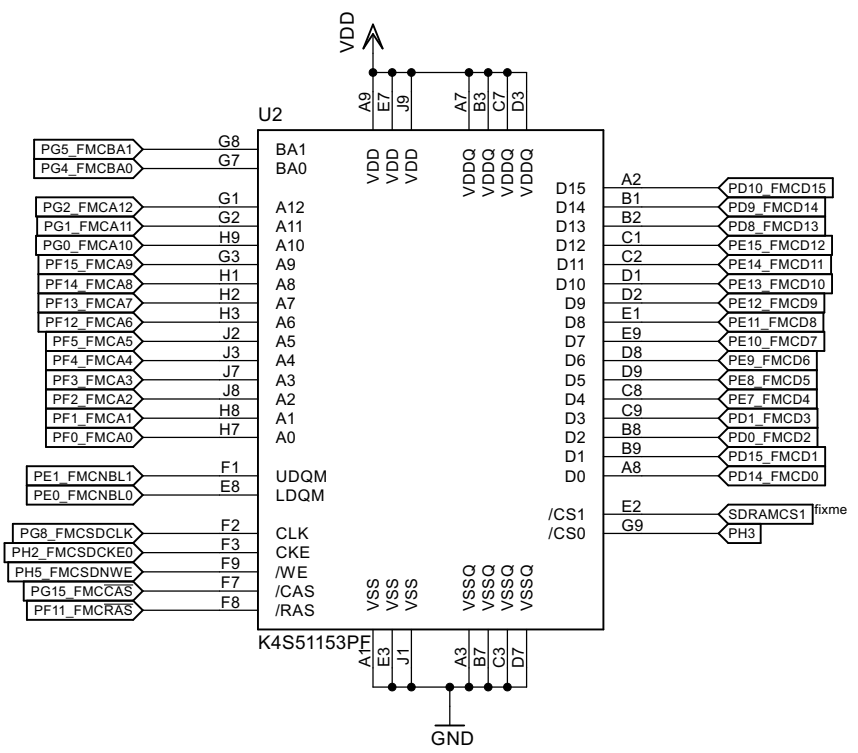 VDD
A9 E7 J9 A7 B3 C7 D3
U2
VDD VDD VDD VDDQ VDDQ VDDQ VDDQ
PG5_FMCBA1 G8 BA1
PG4_FMCBA0 G7 BA0
PG2_FMCA12 G1 A12
PG1_FMCA11 G2 A11
PG0_FMCA10 H9 A10
PF15_FMCA9 G3 A9
PF14_FMCA8 H1 A8
PF13_FMCA7 H2 A7
PF12_FMCA6 H3 A6
PF5_FMCA5 J2 A5
PF4_FMCA4 J3 A4
PF3_FMCA3 J7 A3
PF2_FMCA2 J8 A2
PF1_FMCA1 H8 A1
PF0_FMCA0 H7 A0
PE1_FMCNBL1 F1 UDQM
PE0_FMCNBL0 E8 LDQM
PG8_FMCSDCLK F2 CLK
PH2_FMCSDCKE0 F3 CKE
PH5_FMCSDNWE F9 /WE
PG15_FMCCAS F7 /CAS
PF11_FMCRAS F8 /RAS
D15 A2 PD10_FMCD15
D14 B1 PD9_FMCD14
D13 B2 PD8_FMCD13
D12 C1 PE15_FMCD12
D11 C2 PE14_FMCD11
D10 D1 PE13_FMCD10
D9 D2 PE12_FMCD9
D8 E1 PE11_FMCD8
D7 E9 PE10_FMCD7
D6 D8 PE9_FMCD6
D5 D9 PE8_FMCD5
D4 C8 PE7_FMCD4
D3 C9 PD1_FMCD3
D2 B8 PD0_FMCD2
D1 B9 PD15_FMCD1
D0 A8 PD14_FMCD0
/CS1 E2 SDRAMCS1 fixme
/CS0 G9 PH3
VSS VSS VSS VSSQ VSSQ VSSQ VSSQ
K4S51153PF
A1 E3 J1 A3 B7 C3 D7
GND